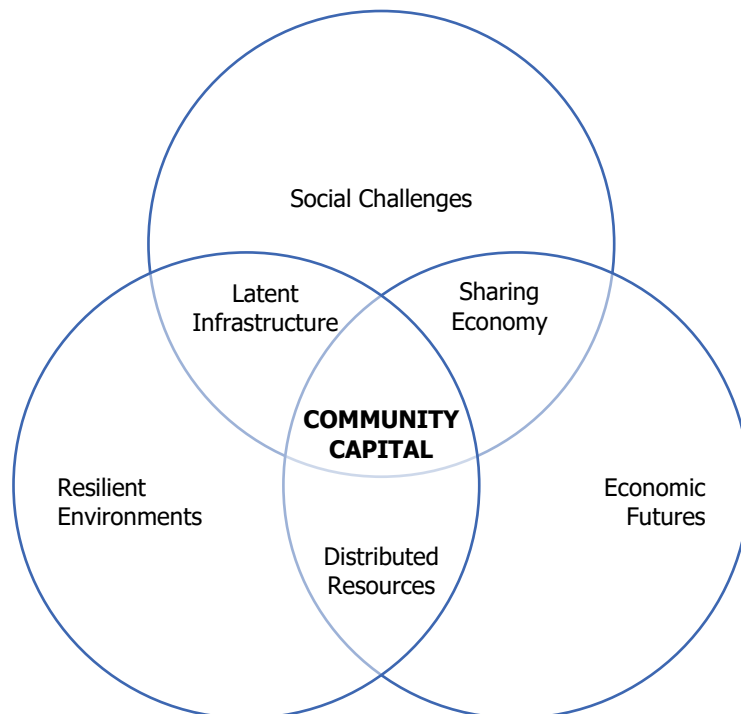 Social Challenges
Latent
Infrastructure
Sharing
Economy
COMMUNITY
CAPITAL
Resilient
Environments
Economic
Futures
Distributed
Resources